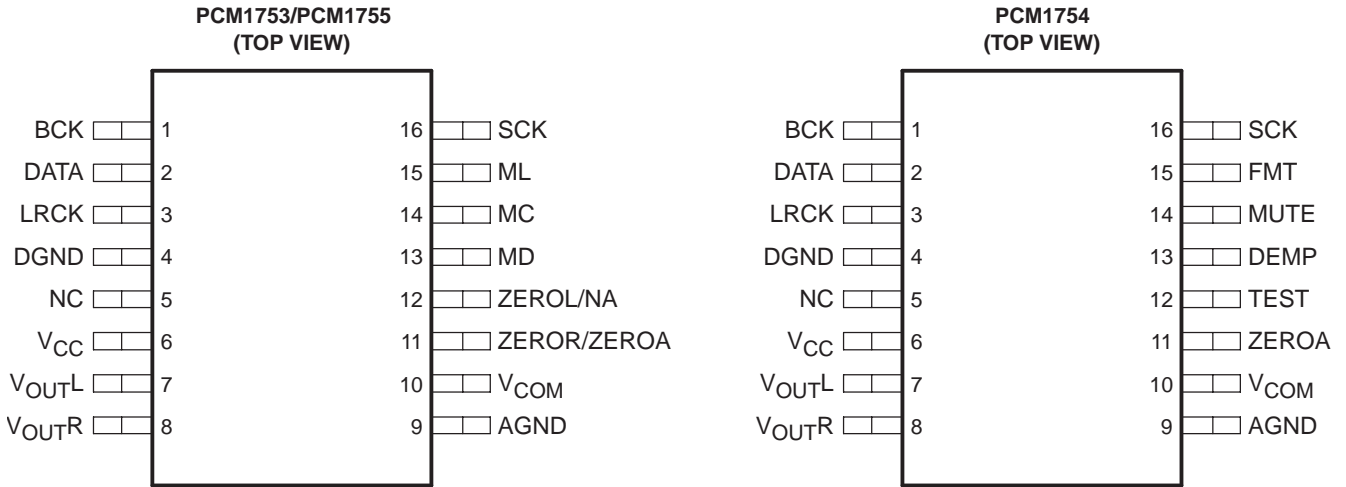 PCM1753/PCM1755
(TOP VIEW)
BCK 1 16 SCK
DATA 2 15 ML
LRCK 3 14 MC
DGND 4 13 MD
NC 5 12 ZEROL/NA
VCC 6 11 ZEROR/ZEROA
VOUTL 7 10 VCOM
VOUTR 8 9 AGND
PCM1754
(TOP VIEW)
BCK 1 16 SCK
DATA 2 15 FMT
LRCK 3 14 MUTE
DGND 4 13 DEMP
NC 5 12 TEST
VCC 6 11 ZEROA
VOUTL 7 10 VCOM
VOUTR 8 9 AGND